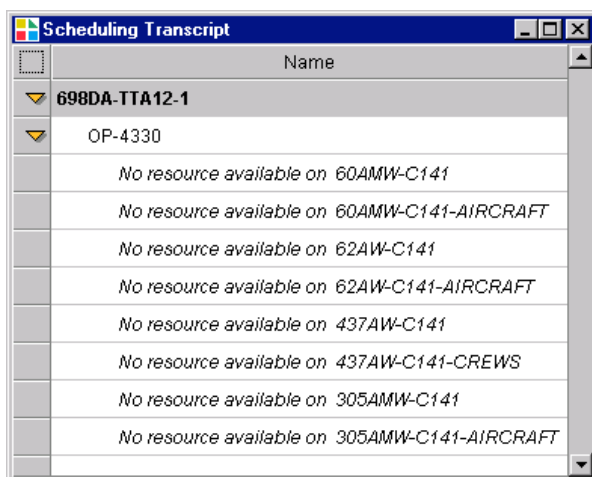 Scheduling Transcript
Name
698DA-TTA12-1
OP-4330
No resource available on 60AMW-C141
No resource available on 60AMW-C141-AIRCRAFT
No resource available on 62AW-C141
No resource available on 62AW-C141-AIRCRAFT
No resource available on 437AW-C141
No resource available on 437AW-C141-CREWS
No resource available on 305AMW-C141
No resource available on 305AMW-C141-AIRCRAFT